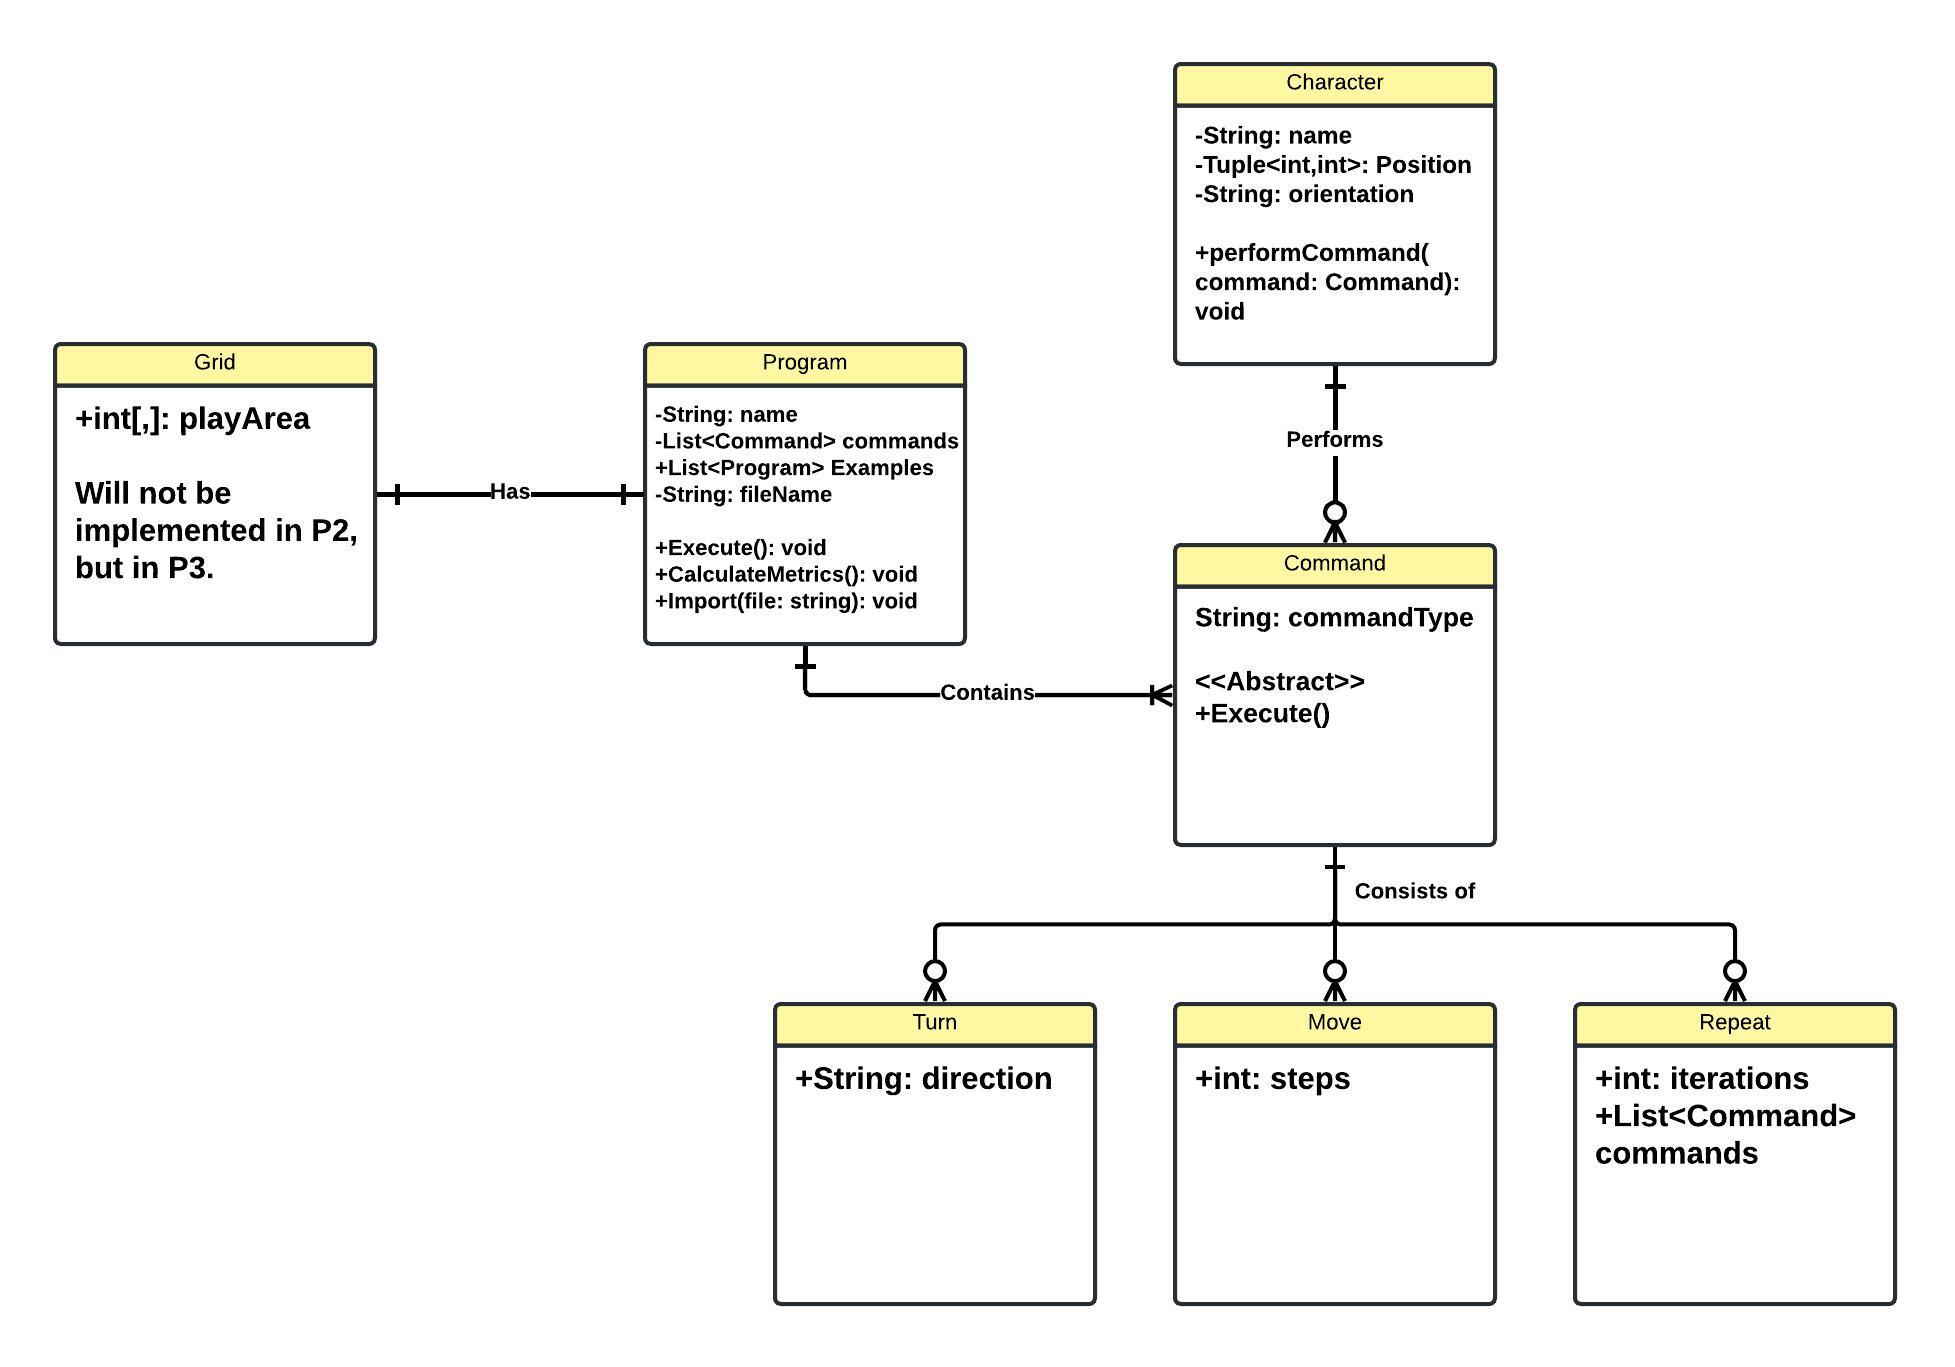 Character
-String: name
-Tuple<int,int>: Position
-String: orientation
+performCommand(
command: Command):
void
Grid
+int[,]: playArea
Will not be
implemented in P2,
but in P3.
Has
Program
-String: name
-List<Command> commands
+List<Program> Examples
-String: fileName
+Execute(): void
+CalculateMetrics(): void
+Import(file: string): void
Performs
Contains
Command
String: commandType
<<Abstract>>
+Execute()
Consists of
Turn
+String: direction
Move
+int: steps
Repeat
+int: iterations
+List<Command>
commands